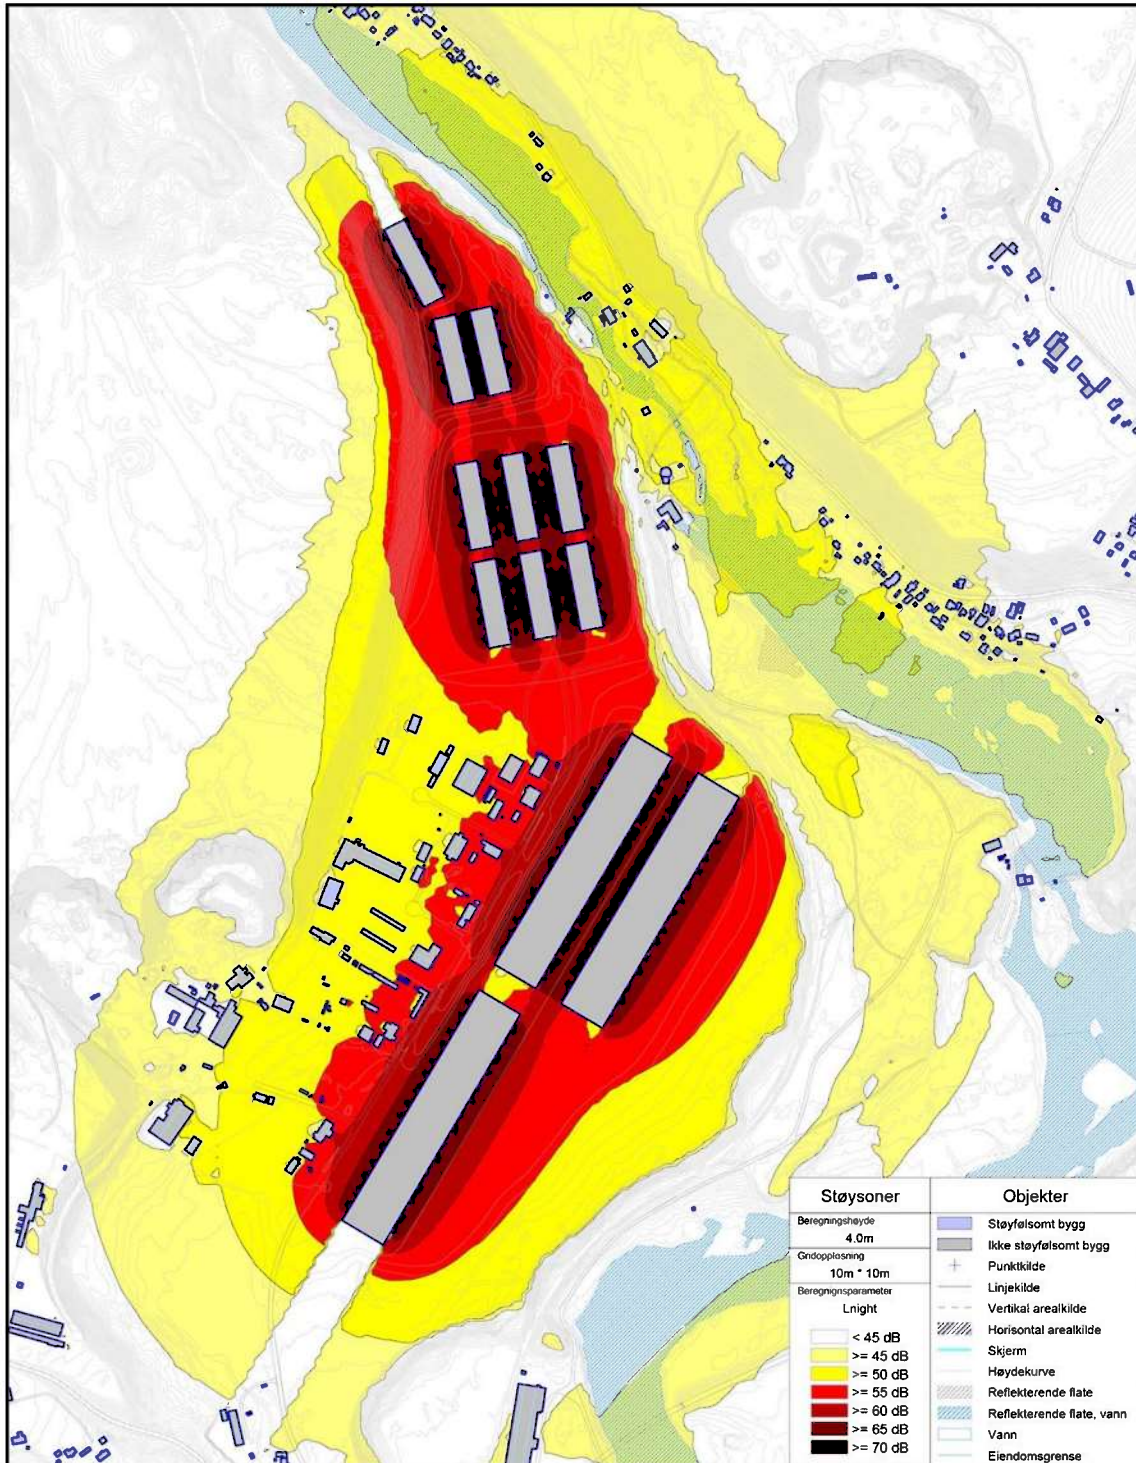 Støysoner
Beregningshøyde
4.0m
Gridoppløsning
10m * 10m
Beregningsparameter
Lnight
< 45 dB
>= 45 dB
>= 50 dB
>= 55 dB
>= 60 dB
>= 65 dB
>= 70 dB
Objekter
Støyfølsomt bygg
Ikke støyfølsomt bygg
Punktkilde
Linjekilde
Vertikal arealkilde
Horisontal arealkilde
Skjerm
Høydekurve
Reflekterende flate
Reflekterende flate, vann
Vann
Eiendomsgrense